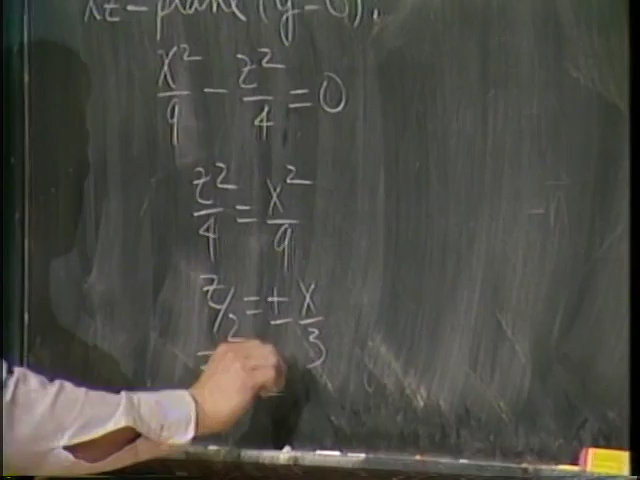 xz-plane (y=0).
x²/9 - z²/4 = 0
z²/4 = x²/9
z/2 = ± x/3